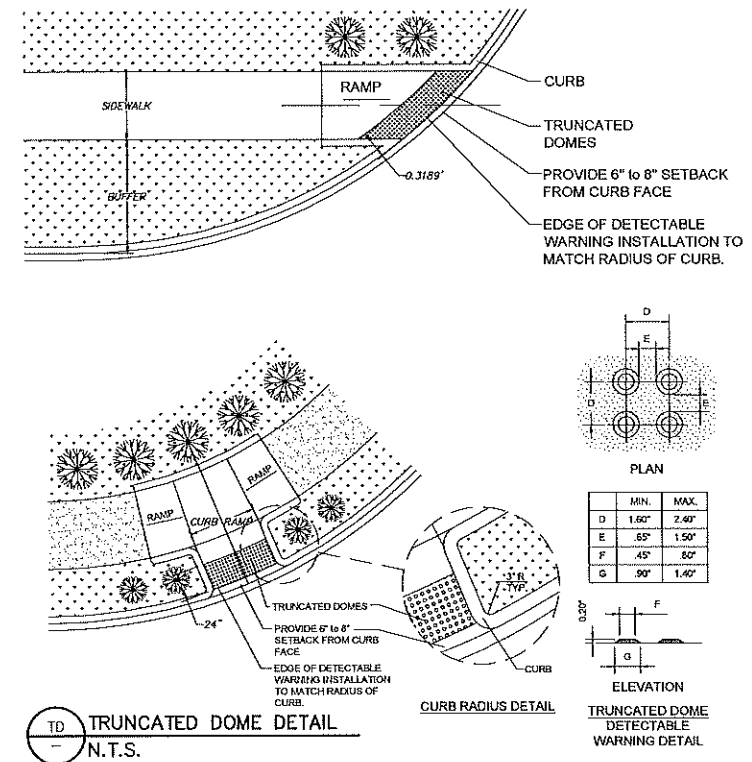 RAMP
SIDEWALK
BUFFER
0.3189'
CURB
TRUNCATED
DOMES
PROVIDE 6" to 8" SETBACK
FROM CURB FACE
EDGE OF DETECTABLE
WARNING INSTALLATION TO
MATCH RADIUS OF CURB.
D
E
D
E
PLAN
MIN. MAX.
D 1.60" 2.40"
E .65" 1.50"
F .45" .80"
G .90" 1.40"
0.20"
F
G
ELEVATION
TRUNCATED DOME
DETECTABLE
WARNING DETAIL
RAMP
CURB RAMP
RAMP
24"
TRUNCATED DOMES
PROVIDE 6" to 8"
SETBACK FROM CURB
FACE
EDGE OF DETECTABLE
WARNING INSTALLATION
TO MATCH RADIUS OF
CURB.
3" R
TYP.
CURB
CURB RADIUS DETAIL
TD
-
TRUNCATED DOME DETAIL
N.T.S.